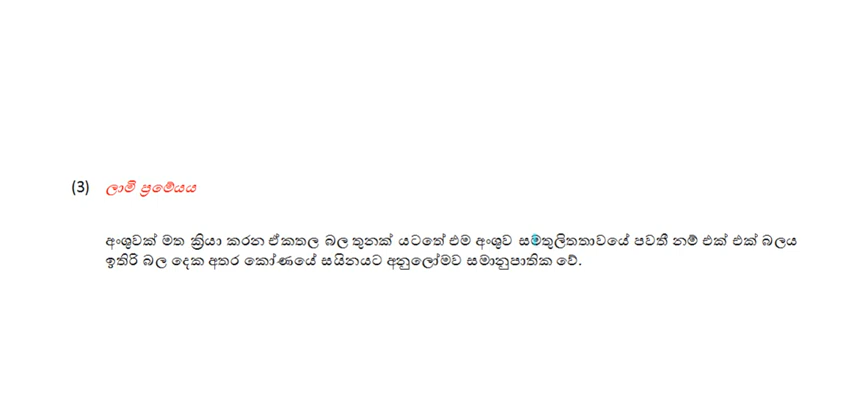 (3) ලාමි ප්‍රමේයය
අංශුවක් මත ක්‍රියා කරන ඒකතල බල තුනක් යටතේ එම අංශුව සමතුලිතතාවයේ පවතී නම් එක් එක් බලය
ඉතිරි බල දෙක අතර කෝණයේ සයිනයට අනුලෝමව සමානුපාතික වේ.